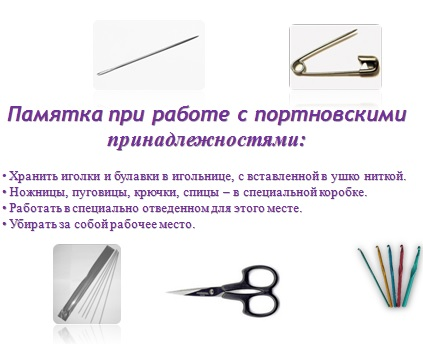 Памятка при работе с портновскими
принадлежностями:
• Хранить иголки и булавки в игольнице, с вставленной в ушко ниткой.
• Ножницы, пуговицы, крючки, спицы – в специальной коробке.
• Работать в специально отведенном для этого месте.
• Убирать за собой рабочее место.